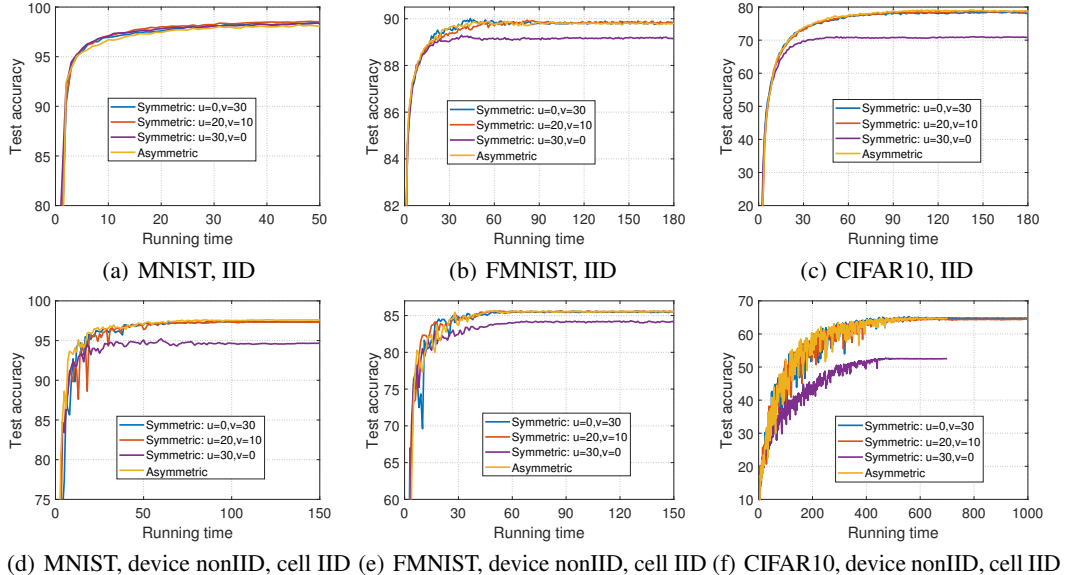 100
95
90
85
80
Test accuracy
Symmetric: u=0,v=30
Symmetric: u=20,v=10
Symmetric: u=30,v=0
Asymmetric
0 10 20 30 40 50
Running time
(a) MNIST, IID
90
88
86
84
82
Test accuracy
Symmetric: u=0,v=30
Symmetric: u=20,v=10
Symmetric: u=30,v=0
Asymmetric
0 30 60 90 120 150 180
Running time
(b) FMNIST, IID
80
70
60
50
40
30
20
Test accuracy
Symmetric: u=0,v=30
Symmetric: u=20,v=10
Symmetric: u=30,v=0
Asymmetric
0 30 60 90 120 150 180
Running time
(c) CIFAR10, IID
100
95
90
85
80
75
Test accuracy
Symmetric: u=0,v=30
Symmetric: u=20,v=10
Symmetric: u=30,v=0
Asymmetric
0 50 100 150
Running time
(d) MNIST, device nonIID, cell IID
85
80
75
70
65
60
Test accuracy
Symmetric: u=0,v=30
Symmetric: u=20,v=10
Symmetric: u=30,v=0
Asymmetric
0 30 60 90 120 150
Running time
(e) FMNIST, device nonIID, cell IID
70
60
50
40
30
20
10
Test accuracy
Symmetric: u=0,v=30
Symmetric: u=20,v=10
Symmetric: u=30,v=0
Asymmetric
0 200 400 600 800 1000
Running time
(f) CIFAR10, device nonIID, cell IID